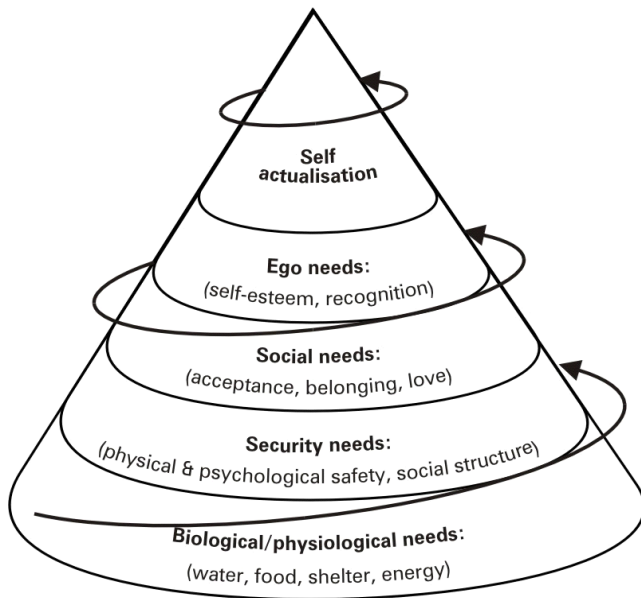 Self
actualisation
Ego needs:
(self-esteem, recognition)
Social needs:
(acceptance, belonging, love)
Security needs:
(physical & psychological safety, social structure)
Biological/physiological needs:
(water, food, shelter, energy)